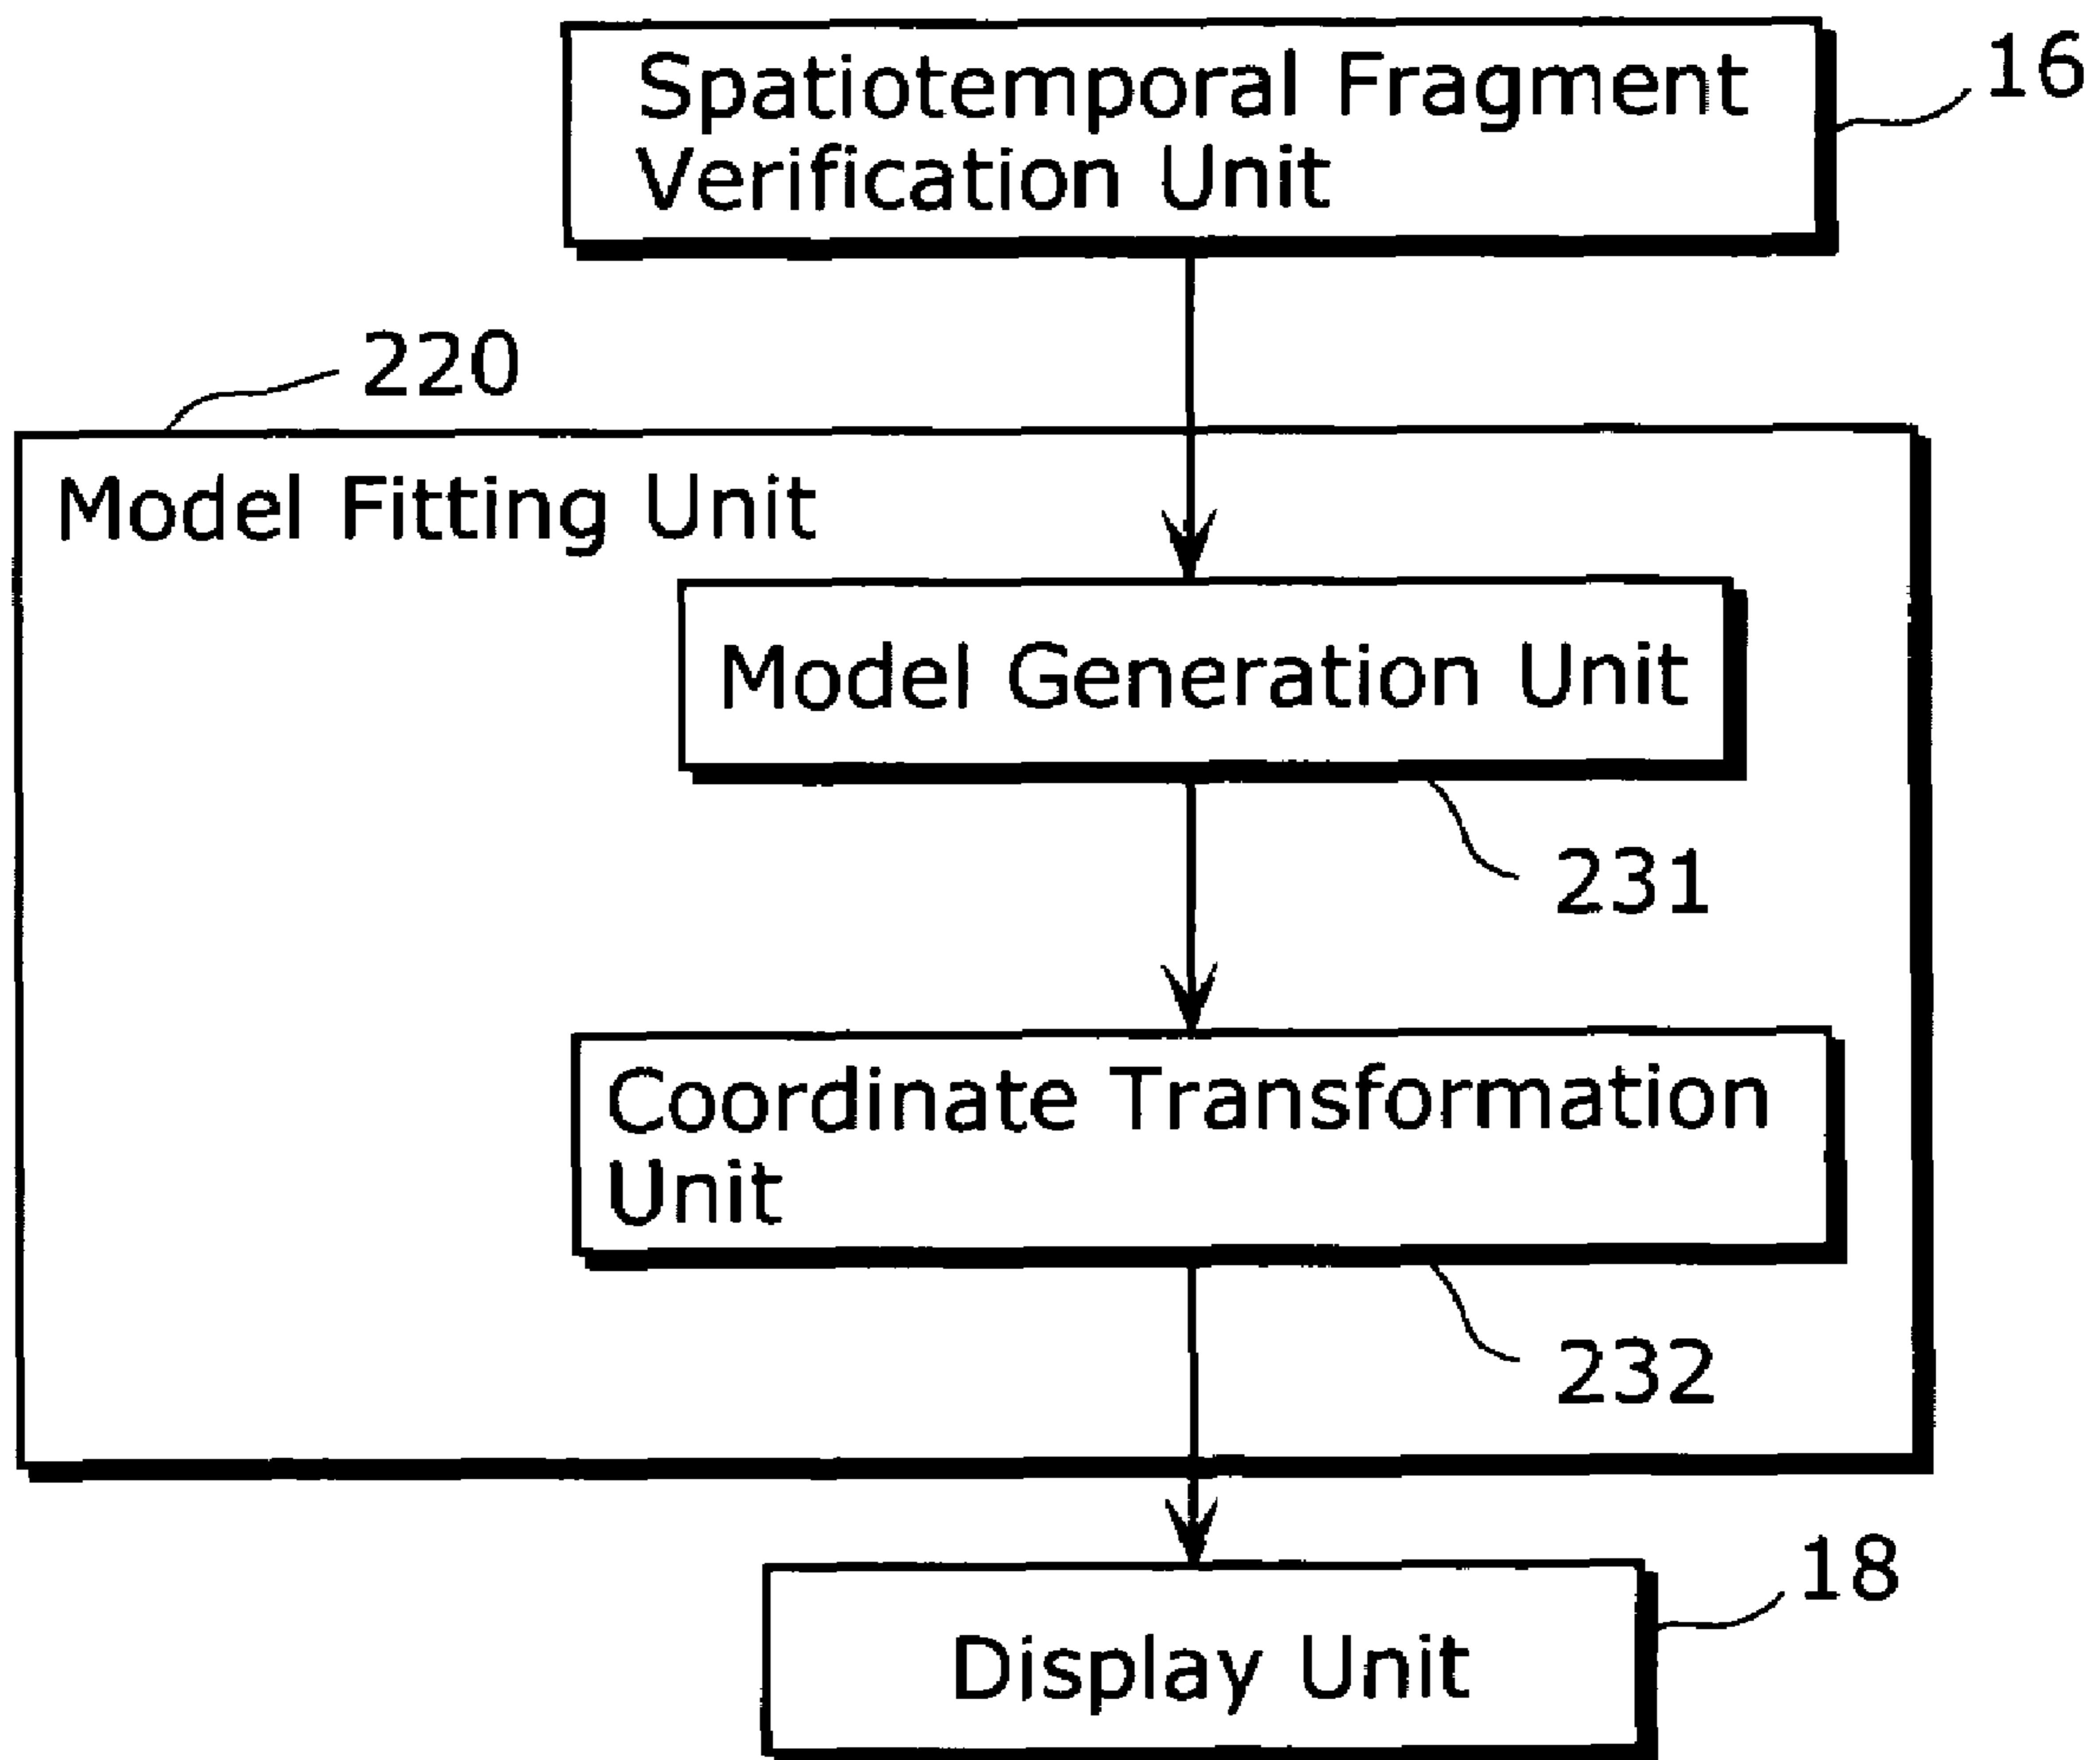 Spatiotemporal Fragment
Verification Unit
16
220
Model Fitting Unit
Model Generation Unit
231
Coordinate Transformation
Unit
232
18
Display Unit